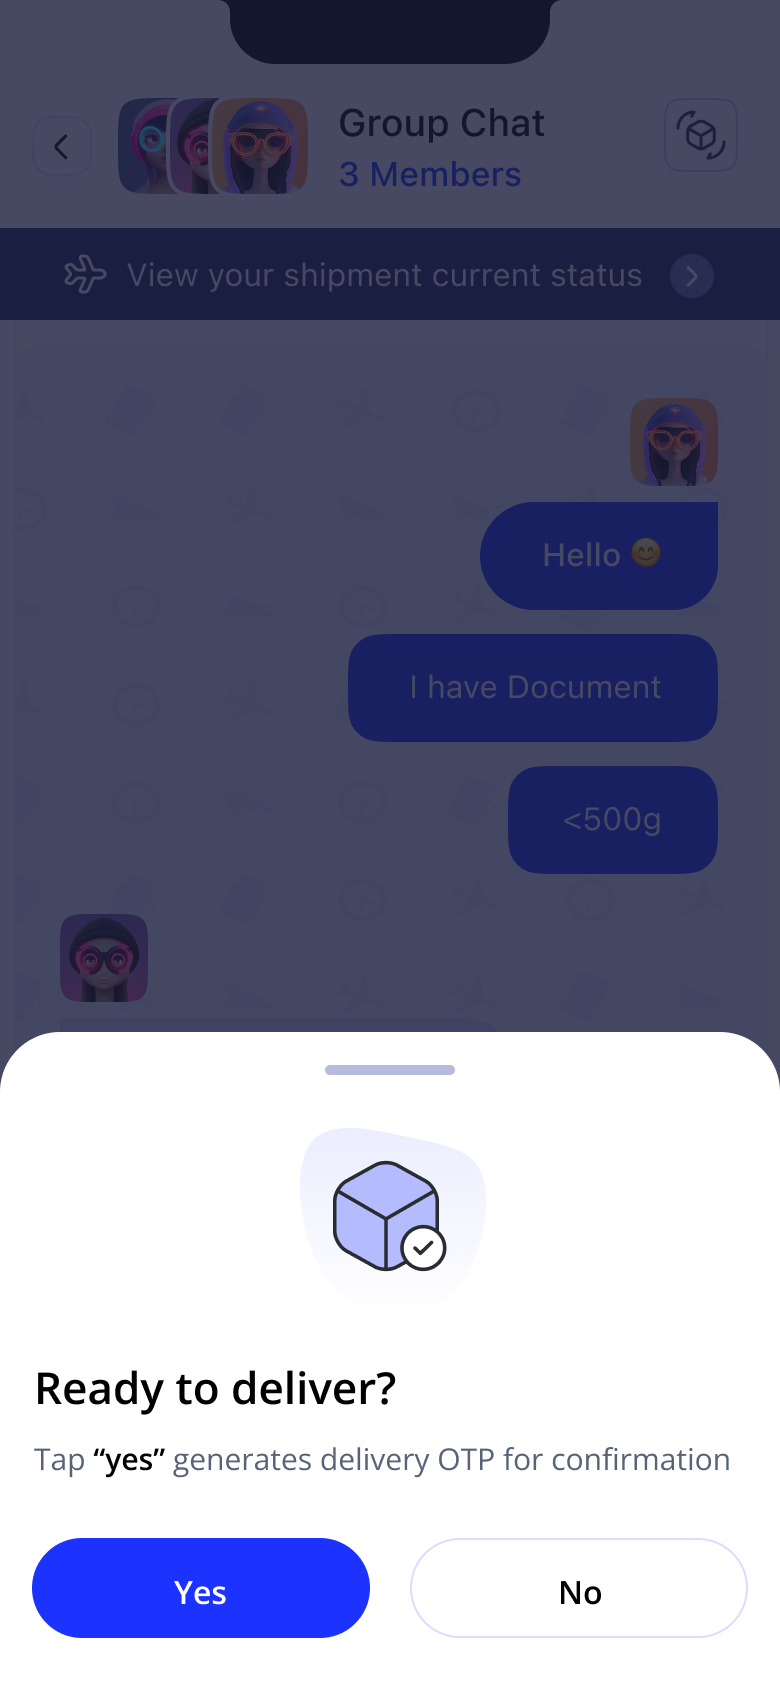 Group Chat
3 Members
View your shipment current status
Hello 😊
I have Document
<500g
Ready to deliver?
Tap “yes” generates delivery OTP for confirmation
Yes
No